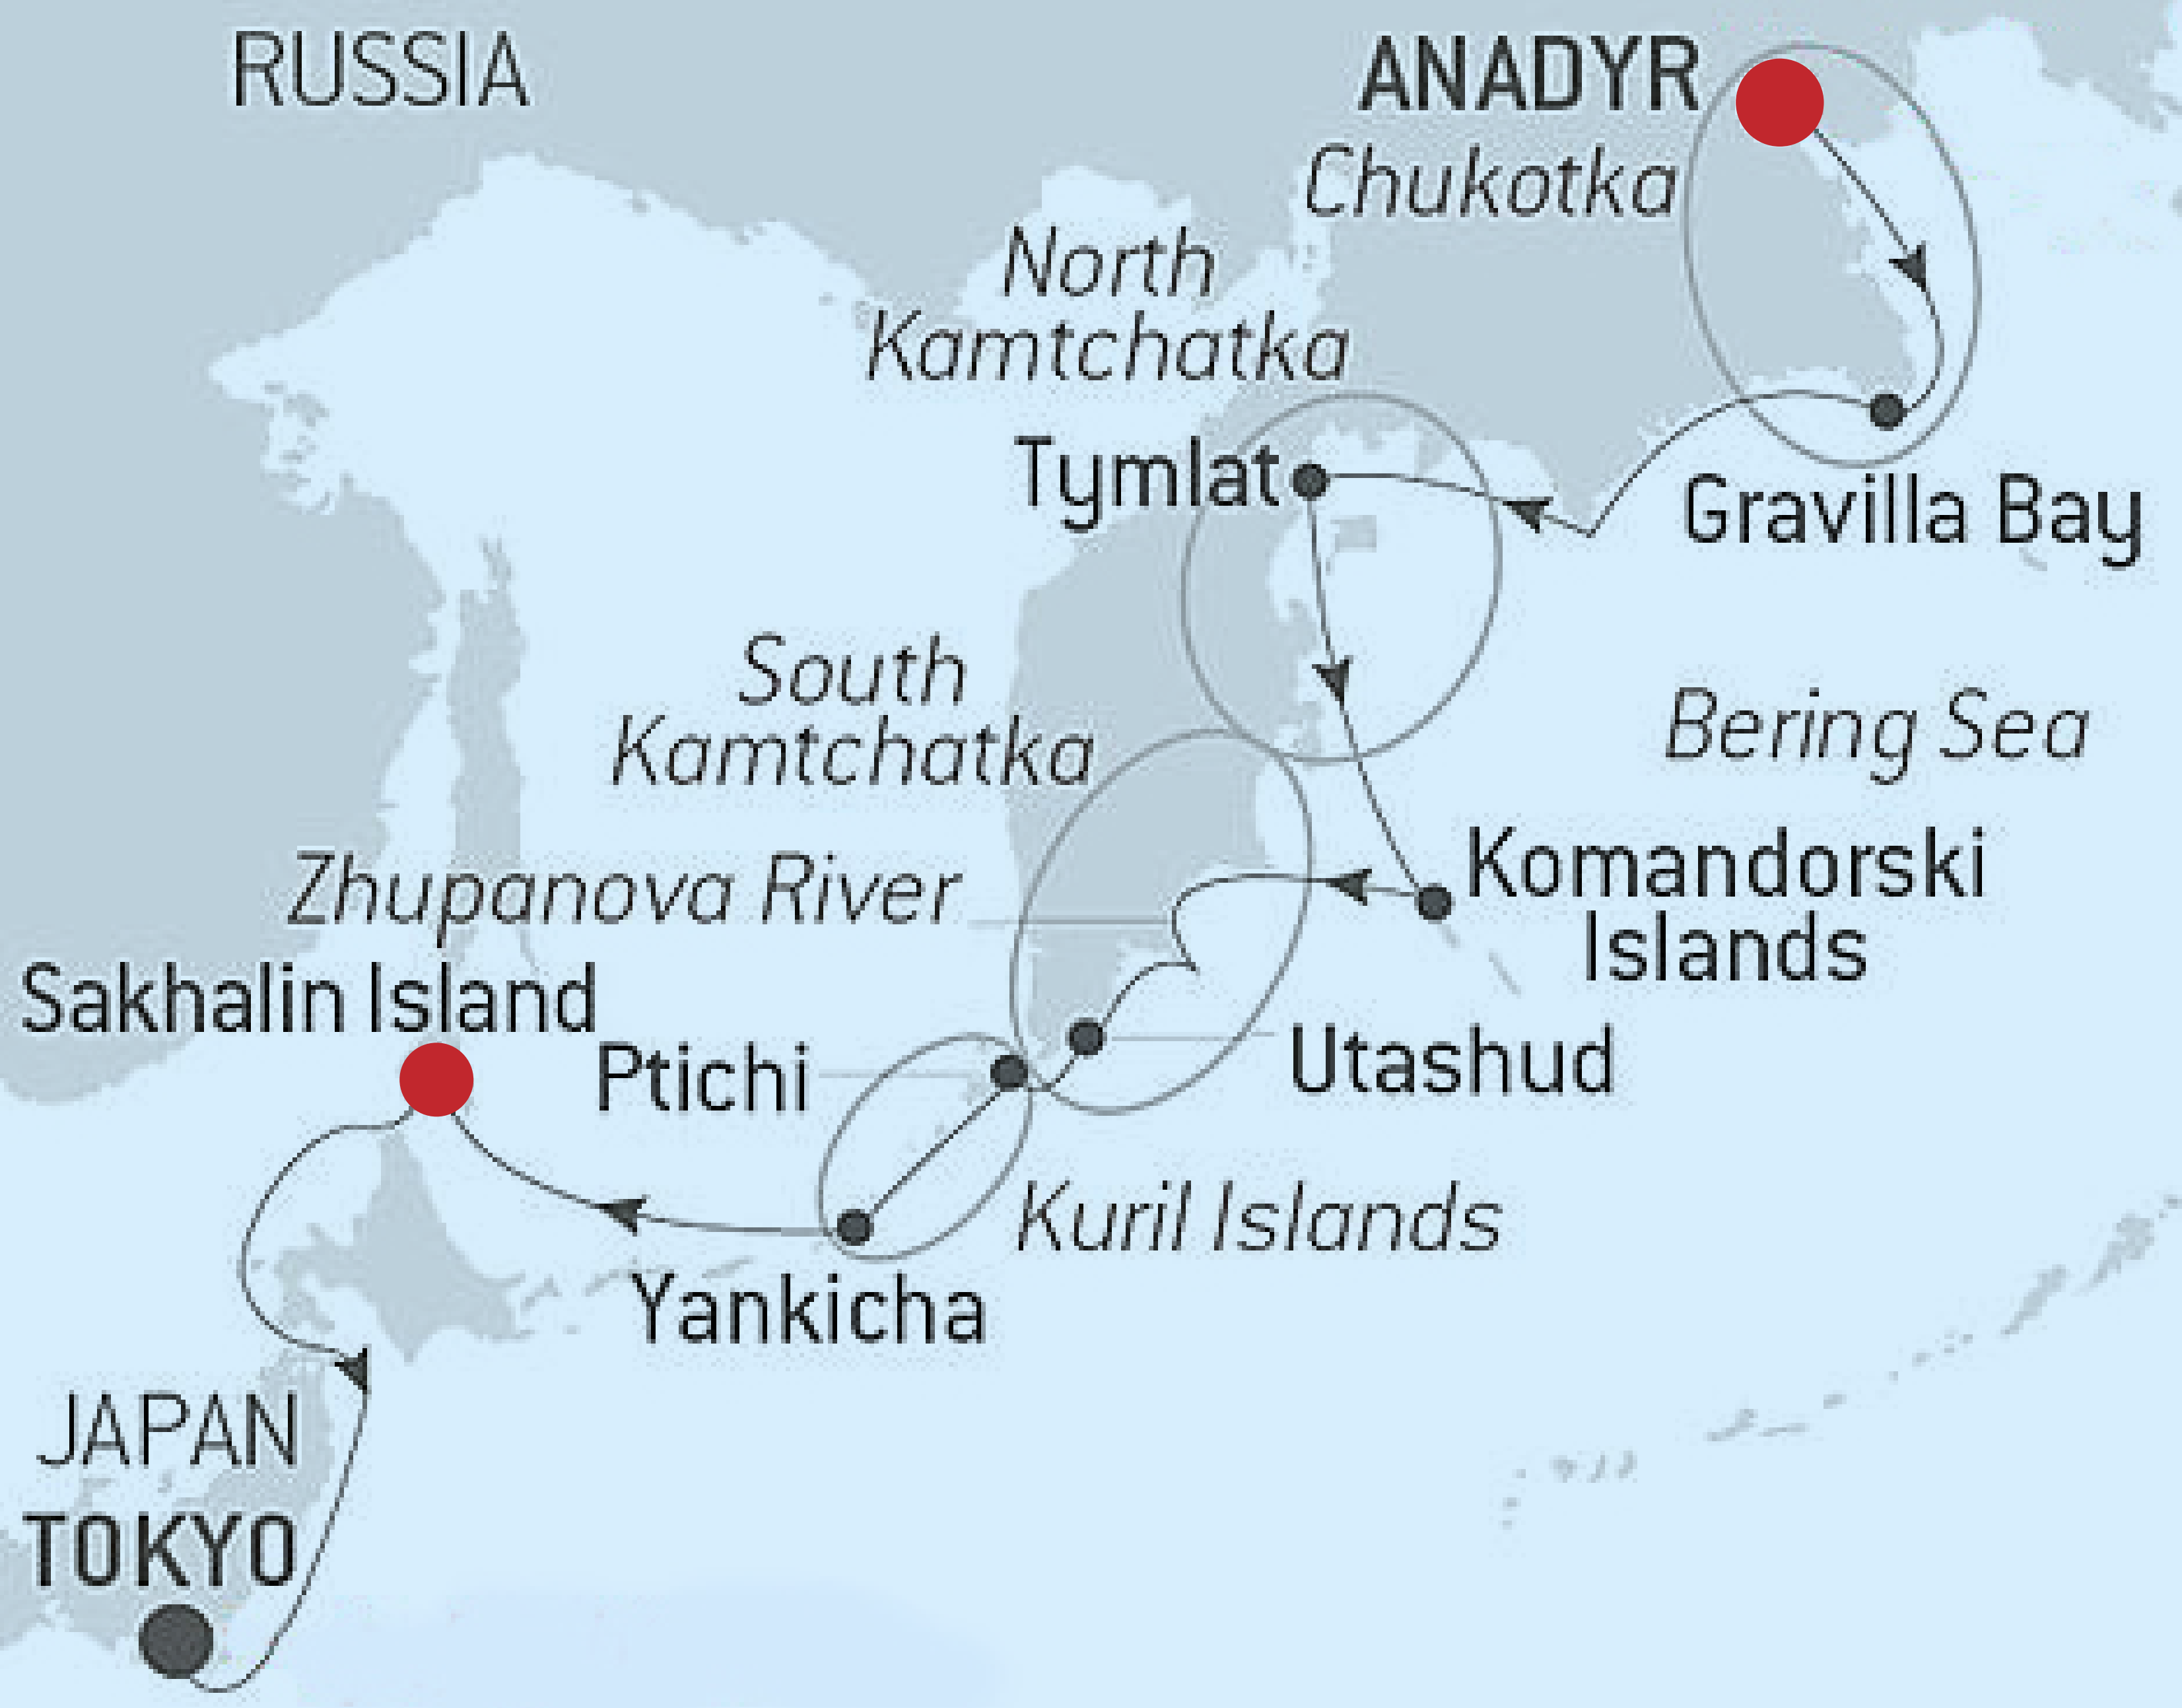 RUSSIA
ANADYR
Chukotka
North
Kamtchatka
Tymlat
Gravilla Bay
South
Kamtchatka
Bering Sea
Komandorski
Islands
Zhupanova River
Sakhalin Island
Ptichi
Utashud
Kuril Islands
Yankicha
JAPAN
TOKYO